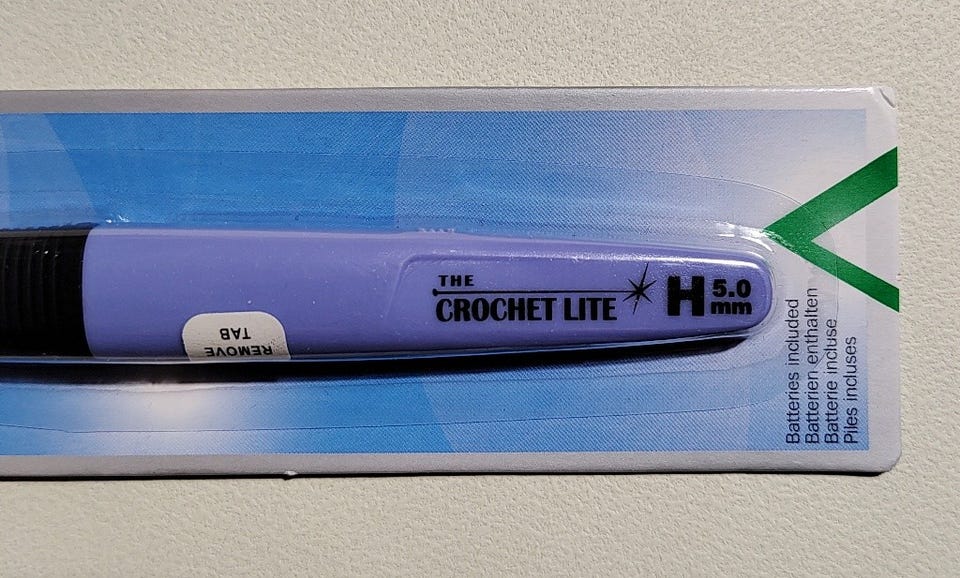 THE
CROCHET LITE
H 5.0
mm
REMOVE
TAB
Batteries included
Batterien enthalten
Batterie incluse
Piles incluses